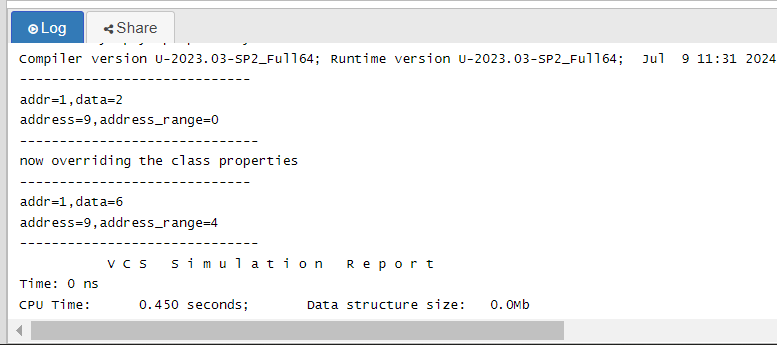 Log
Share
Compiler version U-2023.03-SP2_Full64; Runtime version U-2023.03-SP2_Full64; Jul 9 11:31 2024
-----------------------------
addr=1,data=2
address=9,address_range=0
------------------------------
now overriding the class properties
-----------------------------
addr=1,data=6
address=9,address_range=4
------------------------------
V C S S i m u l a t i o n R e p o r t
Time: 0 ns
CPU Time: 0.450 seconds; Data structure size: 0.0Mb